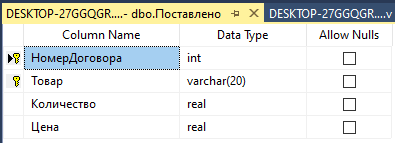 DESKTOP-27GGQGR....- dbo.Поставлено DESKTOP-27GGQGR....v
Column Name Data Type Allow Nulls
НомерДоговора int
Товар varchar(20)
Количество real
Цена real